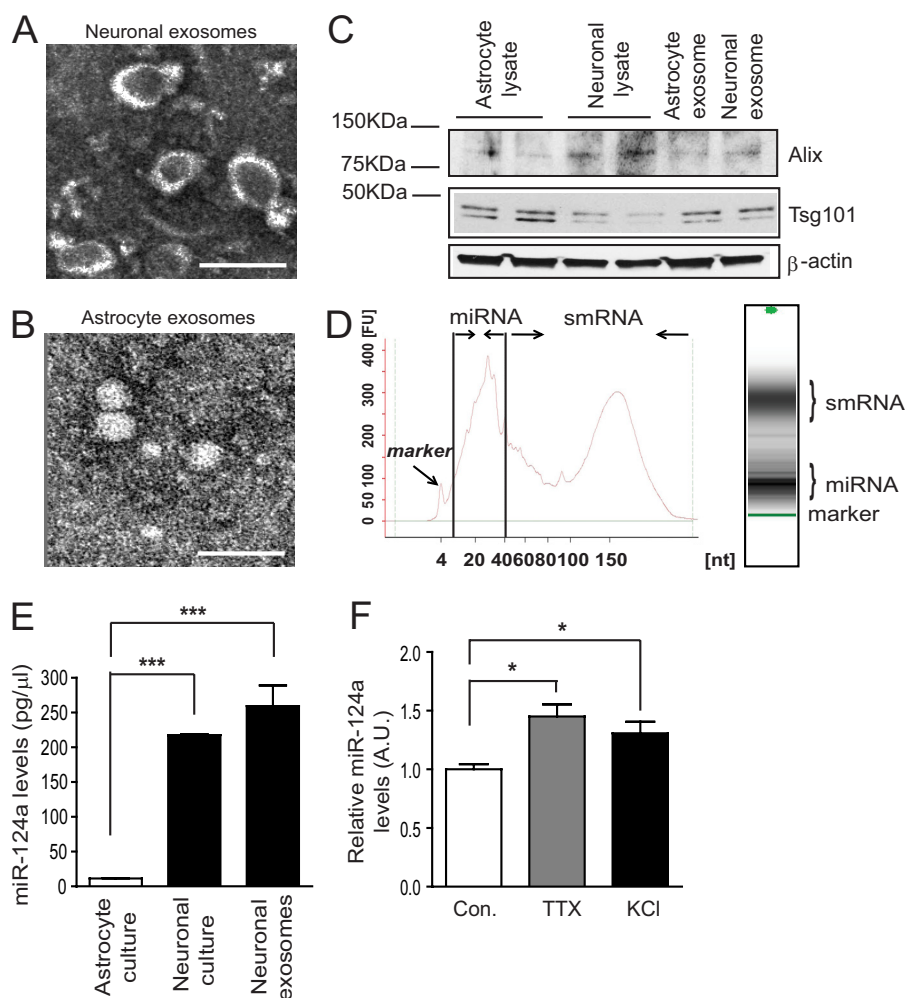 A
Neuronal exosomes
B
Astrocyte exosomes
C
Astrocyte
lysate
Neuronal
lysate
Astrocyte
exosome
Neuronal
exosome
150KDa
75KDa
50KDa
Alix
Tsg101
β-actin
D
[FU]
miRNA
smRNA
400
300
200
100
50
0
marker
4 20 40 60 80 100 150 [nt]
smRNA
miRNA
marker
E
***
***
miR-124a levels (pg/μl)
300
250
200
150
100
50
0
Astrocyte
culture
Neuronal
culture
Neuronal
exosomes
F
*
*
Relative miR-124a
levels (A.U.)
2.0
1.5
1.0
0.5
0.0
Con. TTX KCl